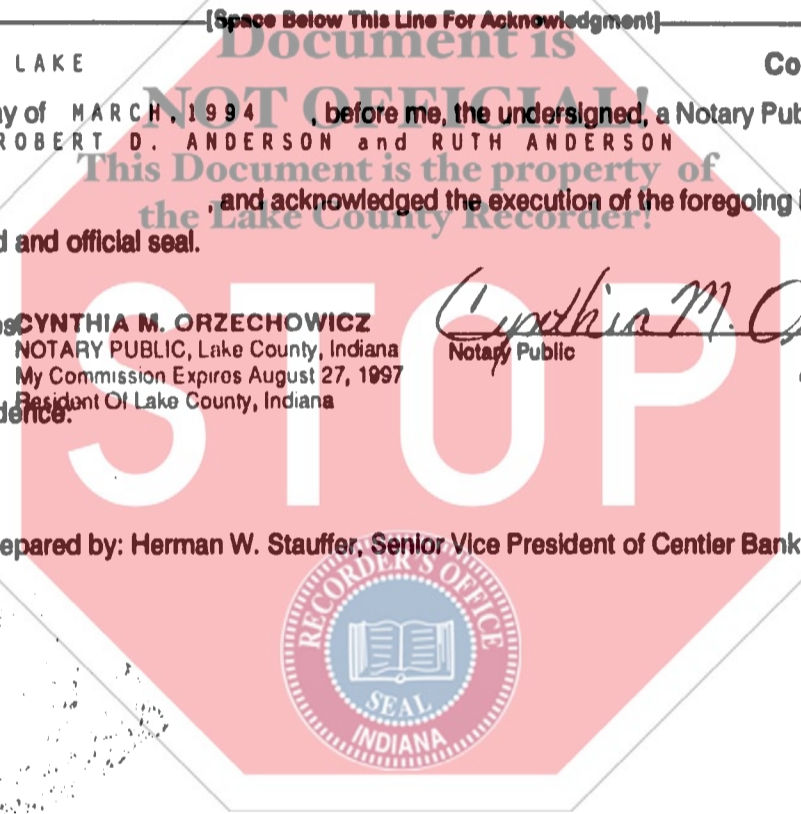 [Space Below This Line For Acknowledgment]
Document is
LAKE
Co
NOT OFFICIAL!
y of MARCH, 1994 , before me, the undersigned, a Notary Pub
ROBERT D. ANDERSON and RUTH ANDERSON
This Document is the property of
, and acknowledged the execution of the foregoing i
the Lake County Recorder!
d and official seal.
STOP
CYNTHIA M. ORZECHOWICZ
NOTARY PUBLIC, Lake County, Indiana
My Commission Expires August 27, 1997
Resident Of Lake County, Indiana
dence:
Cynthia M. O
Notary Public
epared by: Herman W. Stauffer, Senior Vice President of Centier Bank
RECORDER'S OFFICE
SEAL
INDIANA